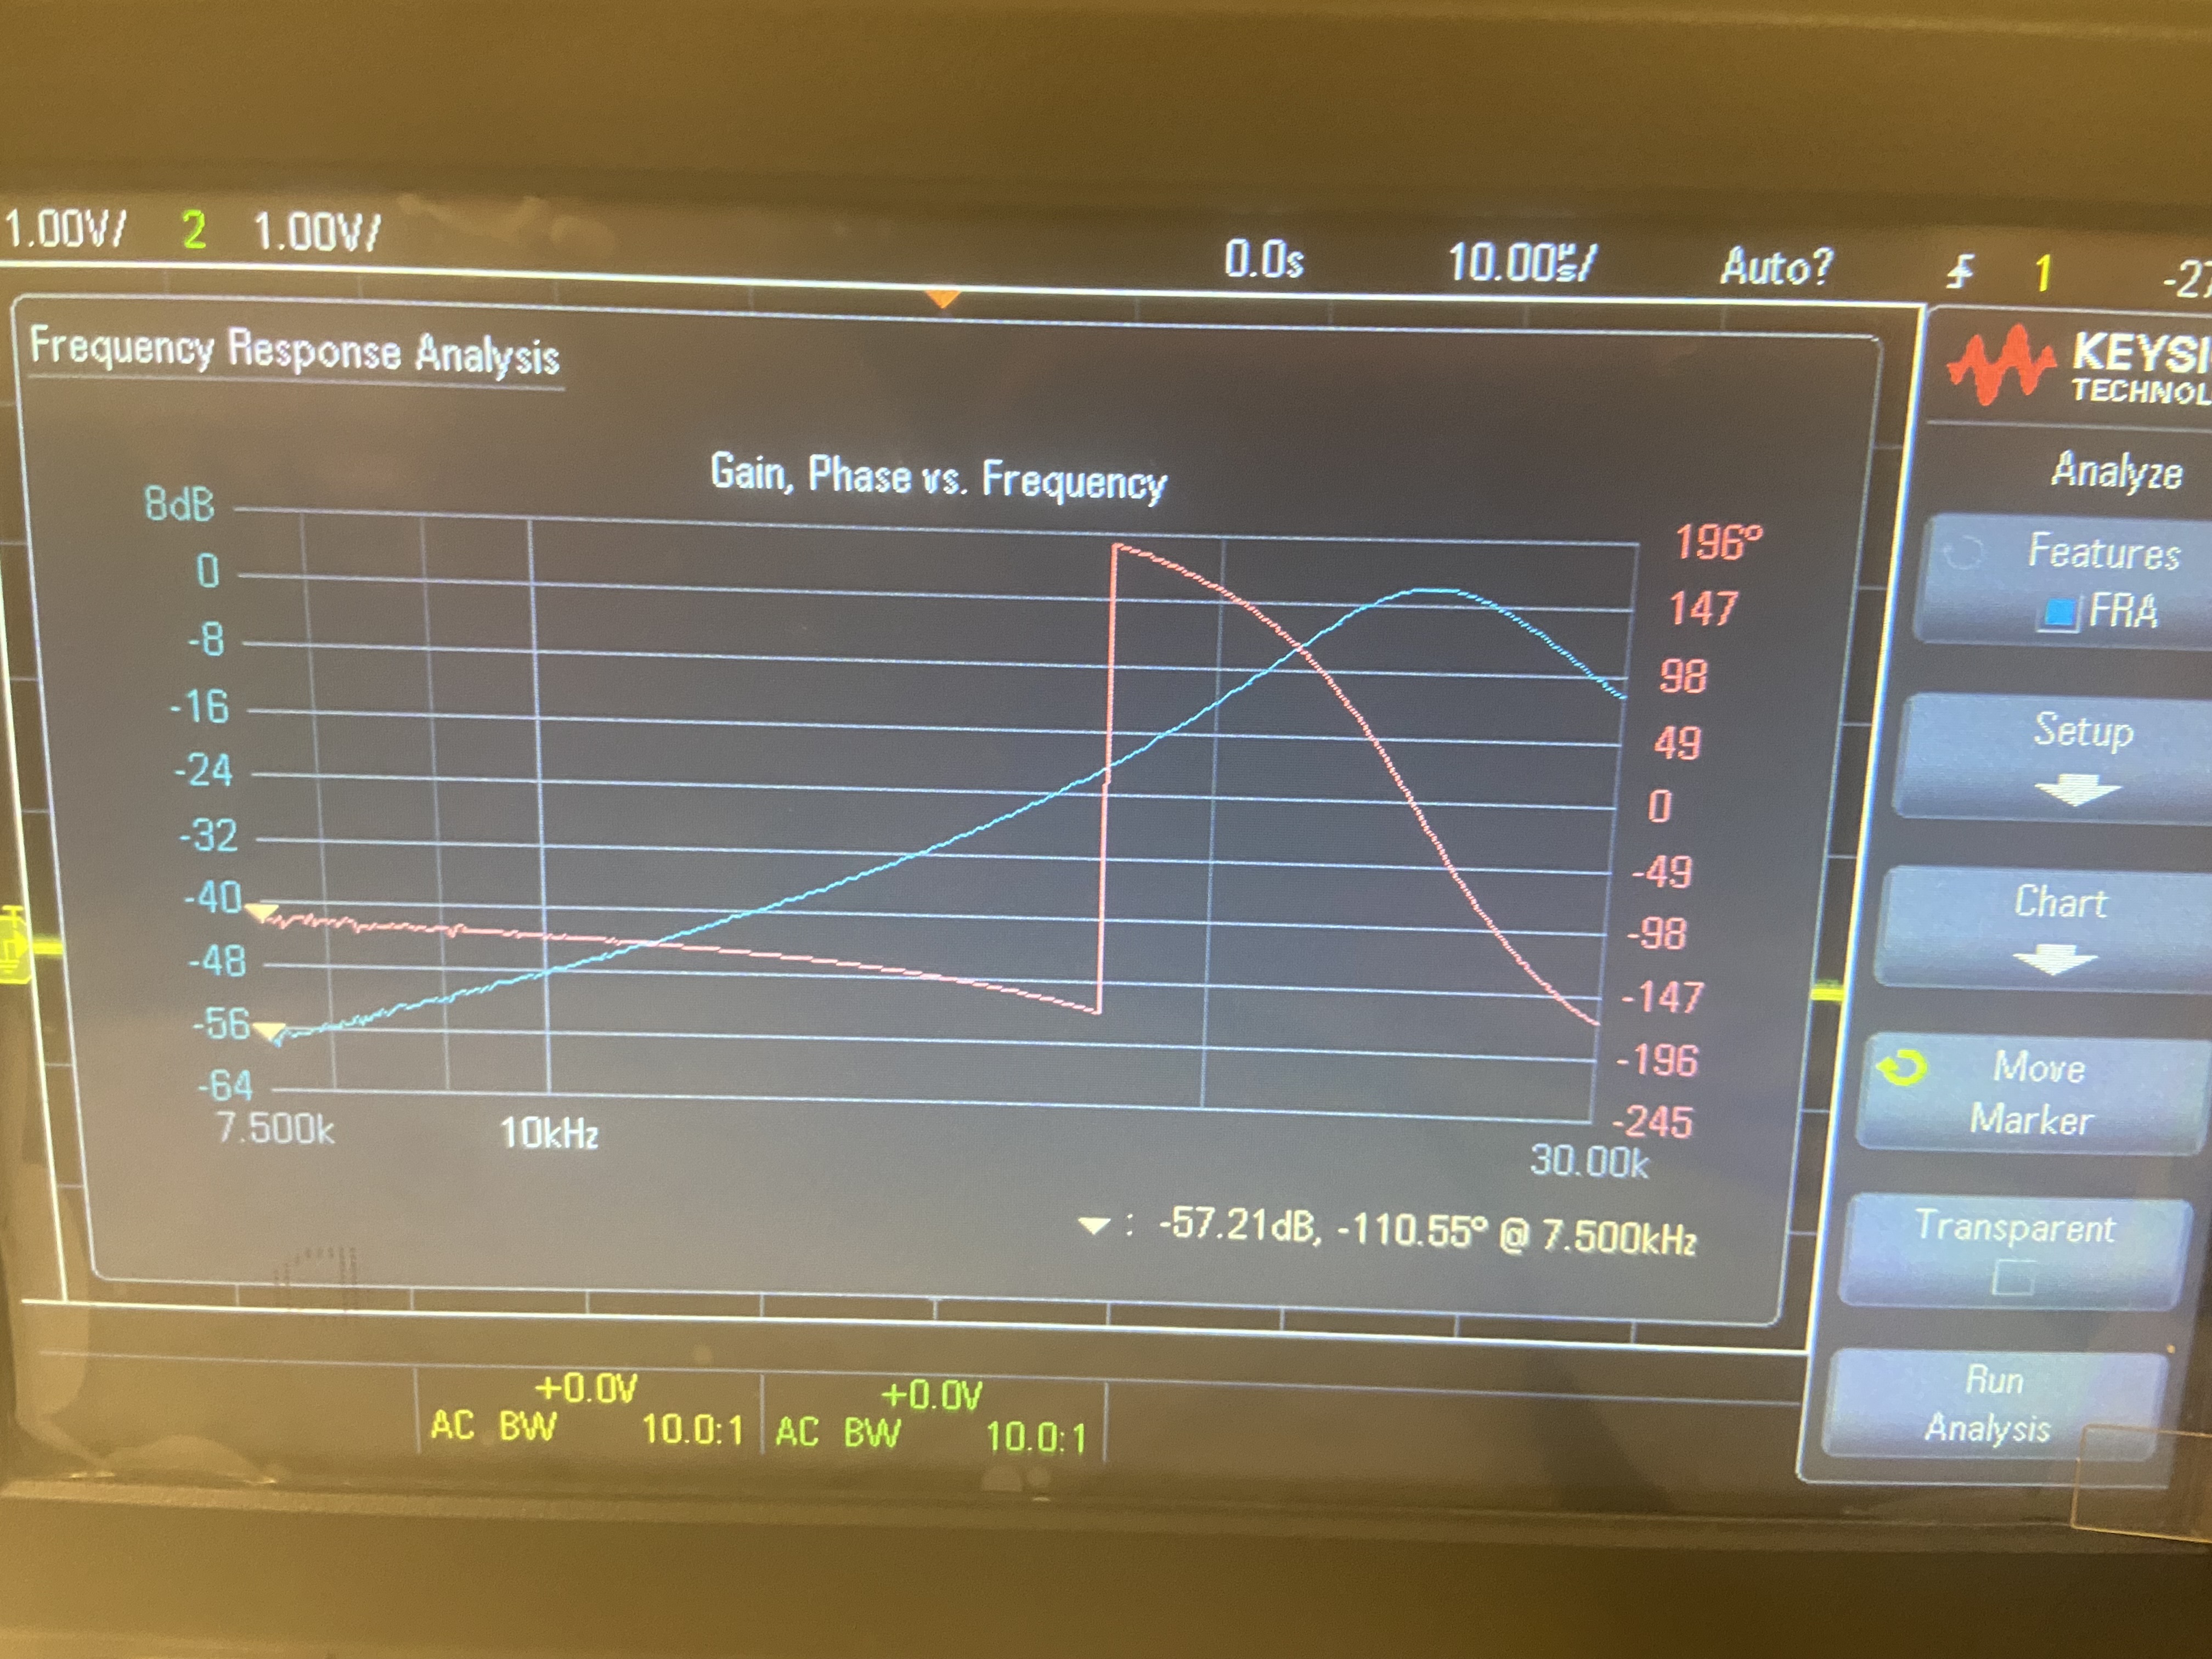 1.00V/ 2 1.00V/ 0.0s 10.00µs/ Auto? 1 -27
Frequency Response Analysis
Gain, Phase vs. Frequency
8dB
0
-8
-16
-24
-32
-40
-48
-56
-64
196°
147
98
49
0
-49
-98
-147
-196
-245
7.500k 10kHz 30.00k
: -57.21dB, -110.55° @ 7.500kHz
+0.0V +0.0V
AC BW 10.0:1 AC BW 10.0:1
KEYSI
TECHNOL
Analyze
Features
FRA
Setup
Chart
Move
Marker
Transparent
Run
Analysis